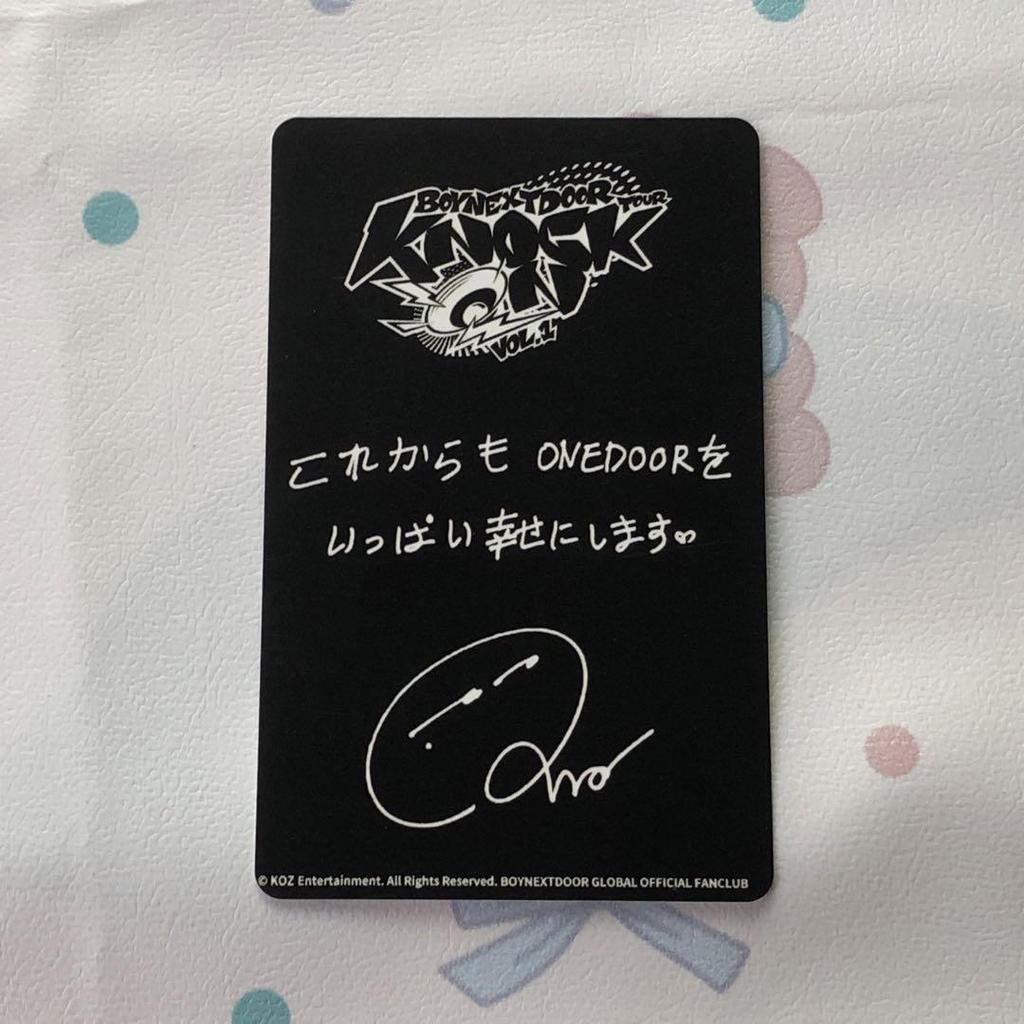 BOYNEXTDOOR TOUR
KNOCK
ON
VOL.1
これからも ONEDOORを
いっぱい幸せにします。
© KOZ Entertainment. All Rights Reserved. BOYNEXTDOOR GLOBAL OFFICIAL FANCLUB